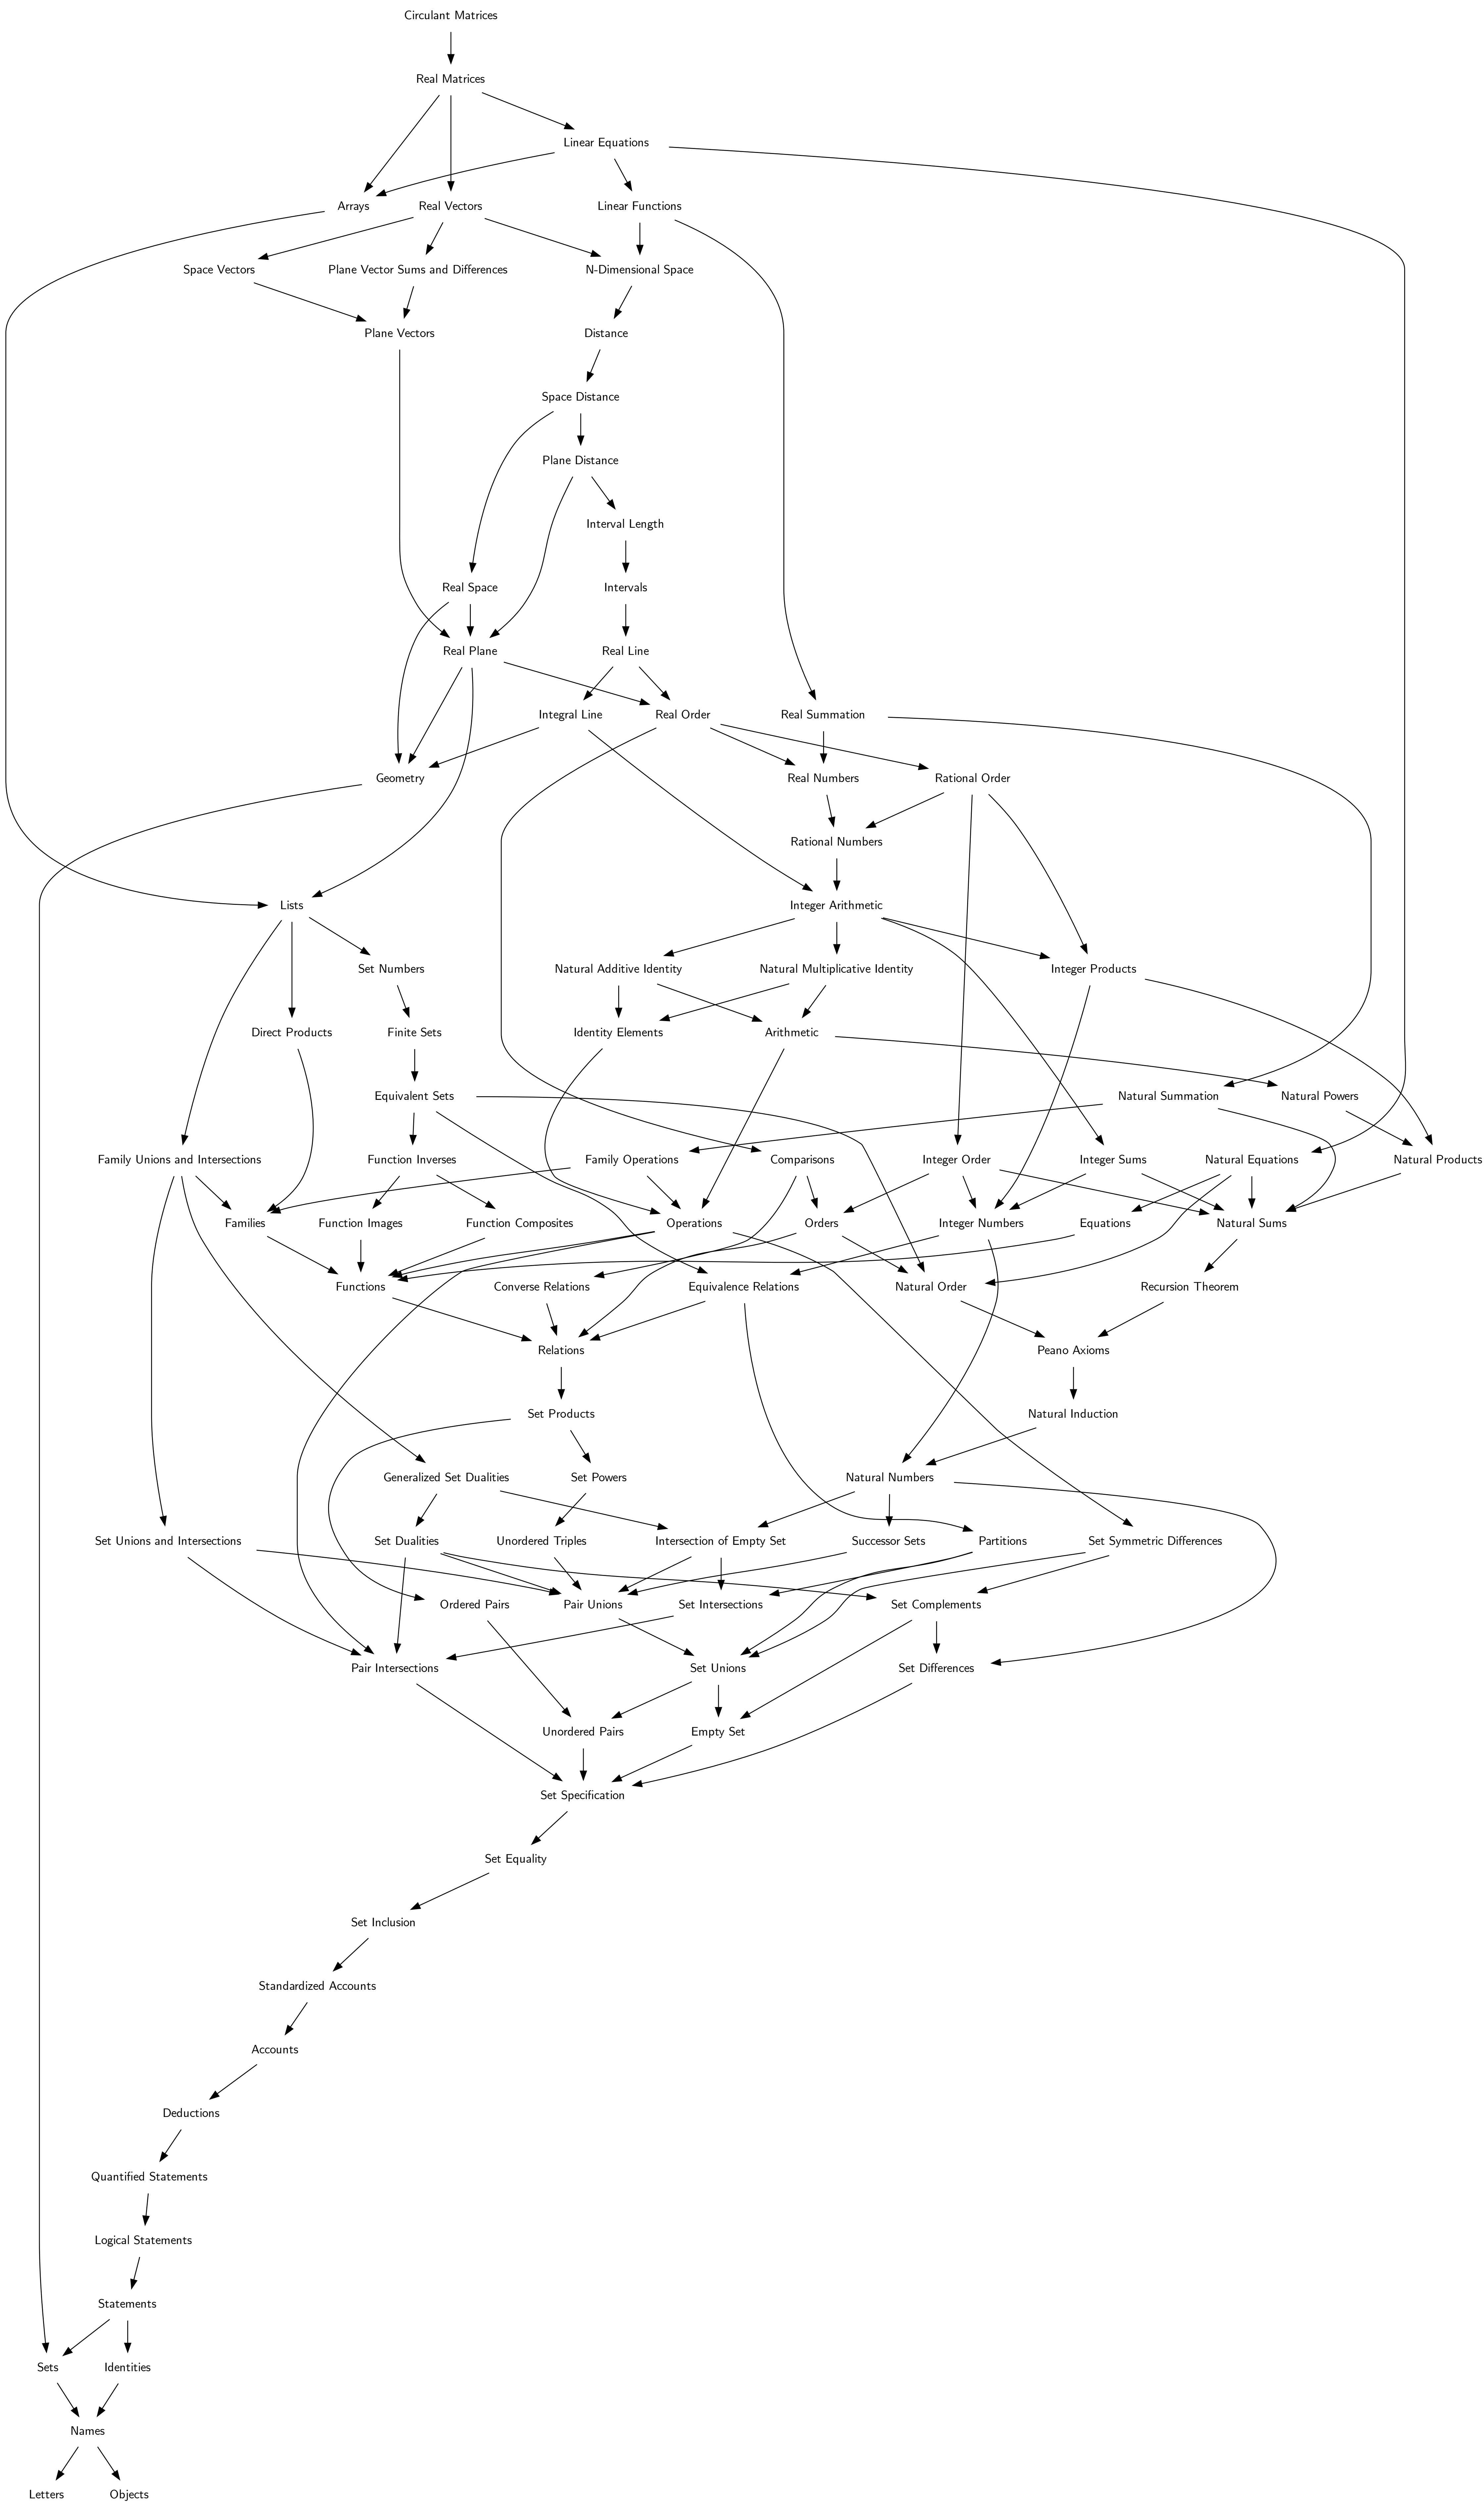 Circulant Matrices
Real Matrices
Linear Equations
Arrays
Real Vectors
Linear Functions
Space Vectors
Plane Vector Sums and Differences
N-Dimensional Space
Plane Vectors
Distance
Space Distance
Plane Distance
Interval Length
Real Space
Intervals
Real Plane
Real Line
Integral Line
Real Order
Real Summation
Geometry
Real Numbers
Rational Order
Rational Numbers
Lists
Integer Arithmetic
Set Numbers
Natural Additive Identity
Natural Multiplicative Identity
Integer Products
Direct Products
Finite Sets
Identity Elements
Arithmetic
Equivalent Sets
Natural Summation
Natural Powers
Family Unions and Intersections
Function Inverses
Family Operations
Comparisons
Integer Order
Integer Sums
Natural Equations
Natural Products
Families
Function Images
Function Composites
Operations
Orders
Integer Numbers
Equations
Natural Sums
Functions
Converse Relations
Equivalence Relations
Natural Order
Recursion Theorem
Relations
Peano Axioms
Set Products
Natural Induction
Generalized Set Dualities
Set Powers
Natural Numbers
Set Unions and Intersections
Set Dualities
Unordered Triples
Intersection of Empty Set
Successor Sets
Partitions
Set Symmetric Differences
Ordered Pairs
Pair Unions
Set Intersections
Set Complements
Pair Intersections
Set Unions
Set Differences
Unordered Pairs
Empty Set
Set Specification
Set Equality
Set Inclusion
Standardized Accounts
Accounts
Deductions
Quantified Statements
Logical Statements
Statements
Sets
Identities
Names
Letters
Objects